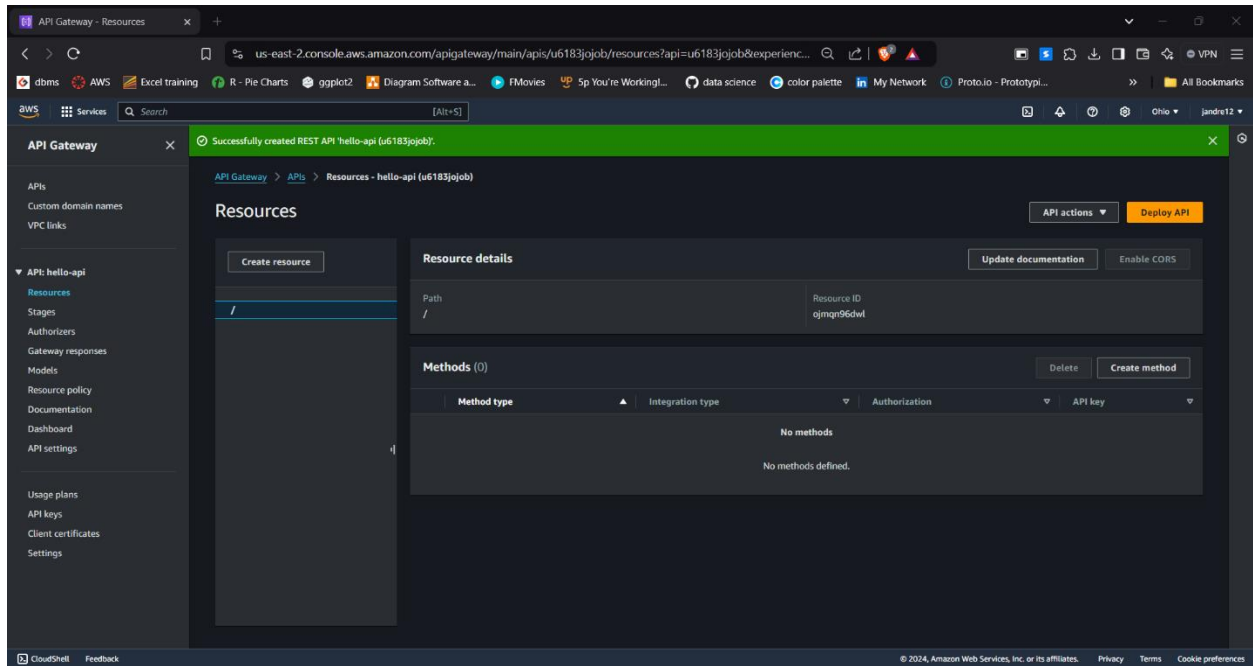 API Gateway - Resources
us-east-2.console.aws.amazon.com/apigateway/main/apis/u6183jojob/resources?api=u6183jojob&experienc...
VPN
dbms AWS Excel training R - Pie Charts ggplot2 Diagram Software a... FMovies 5p You're Working!... data science color palette My Network Proto.io - Prototypi... » All Bookmarks
aws Services Search [Alt+S] Ohio jandre12
API Gateway
Successfully created REST API 'hello-api (u6183jojob)'.
APIs
Custom domain names
VPC links
API: hello-api
Resources
Stages
Authorizers
Gateway responses
Models
Resource policy
Documentation
Dashboard
API settings
Usage plans
API keys
Client certificates
Settings
API Gateway > APIs > Resources - hello-api (u6183jojob)
Resources
API actions Deploy API
Create resource
/
Resource details
Update documentation Enable CORS
Path Resource ID
/ ojmqn96dwl
Methods (0)
Delete Create method
Method type Integration type Authorization API key
No methods
No methods defined.
CloudShell Feedback © 2024, Amazon Web Services, Inc. or its affiliates. Privacy Terms Cookie preferences